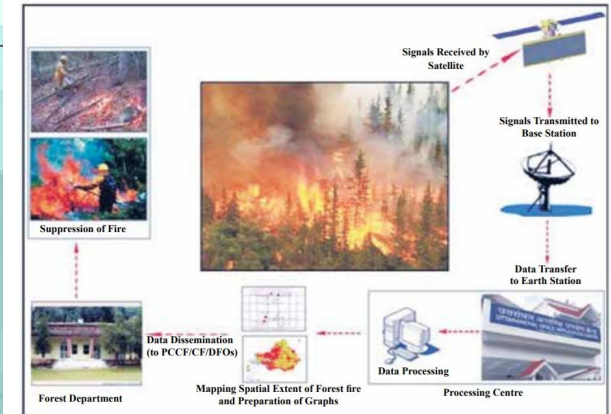 Signals Received by
Satellite
Signals Transmitted to
Base Station
Data Transfer
to Earth Station
Processing Centre
Data Processing
Mapping Spatial Extent of Forest fire
and Preparation of Graphs
Data Dissemination
(to PCCF/CF/DFOs)
Forest Department
Suppression of Fire